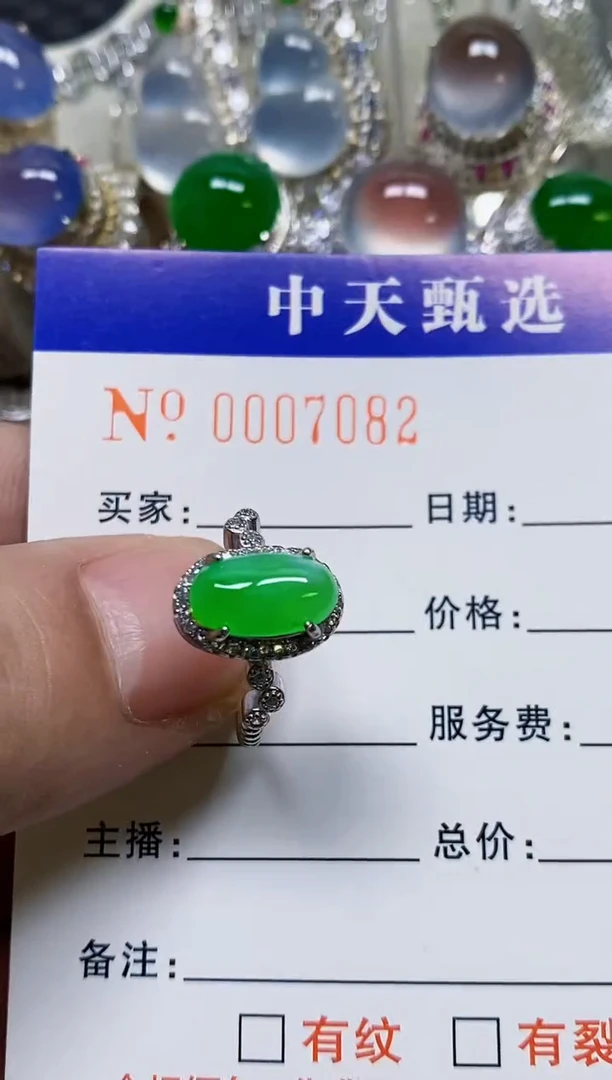 中天甄选
Nº 0007082
买家: 日期:
价格:
服务费:
主播: 总价:
备注:
有纹 有裂